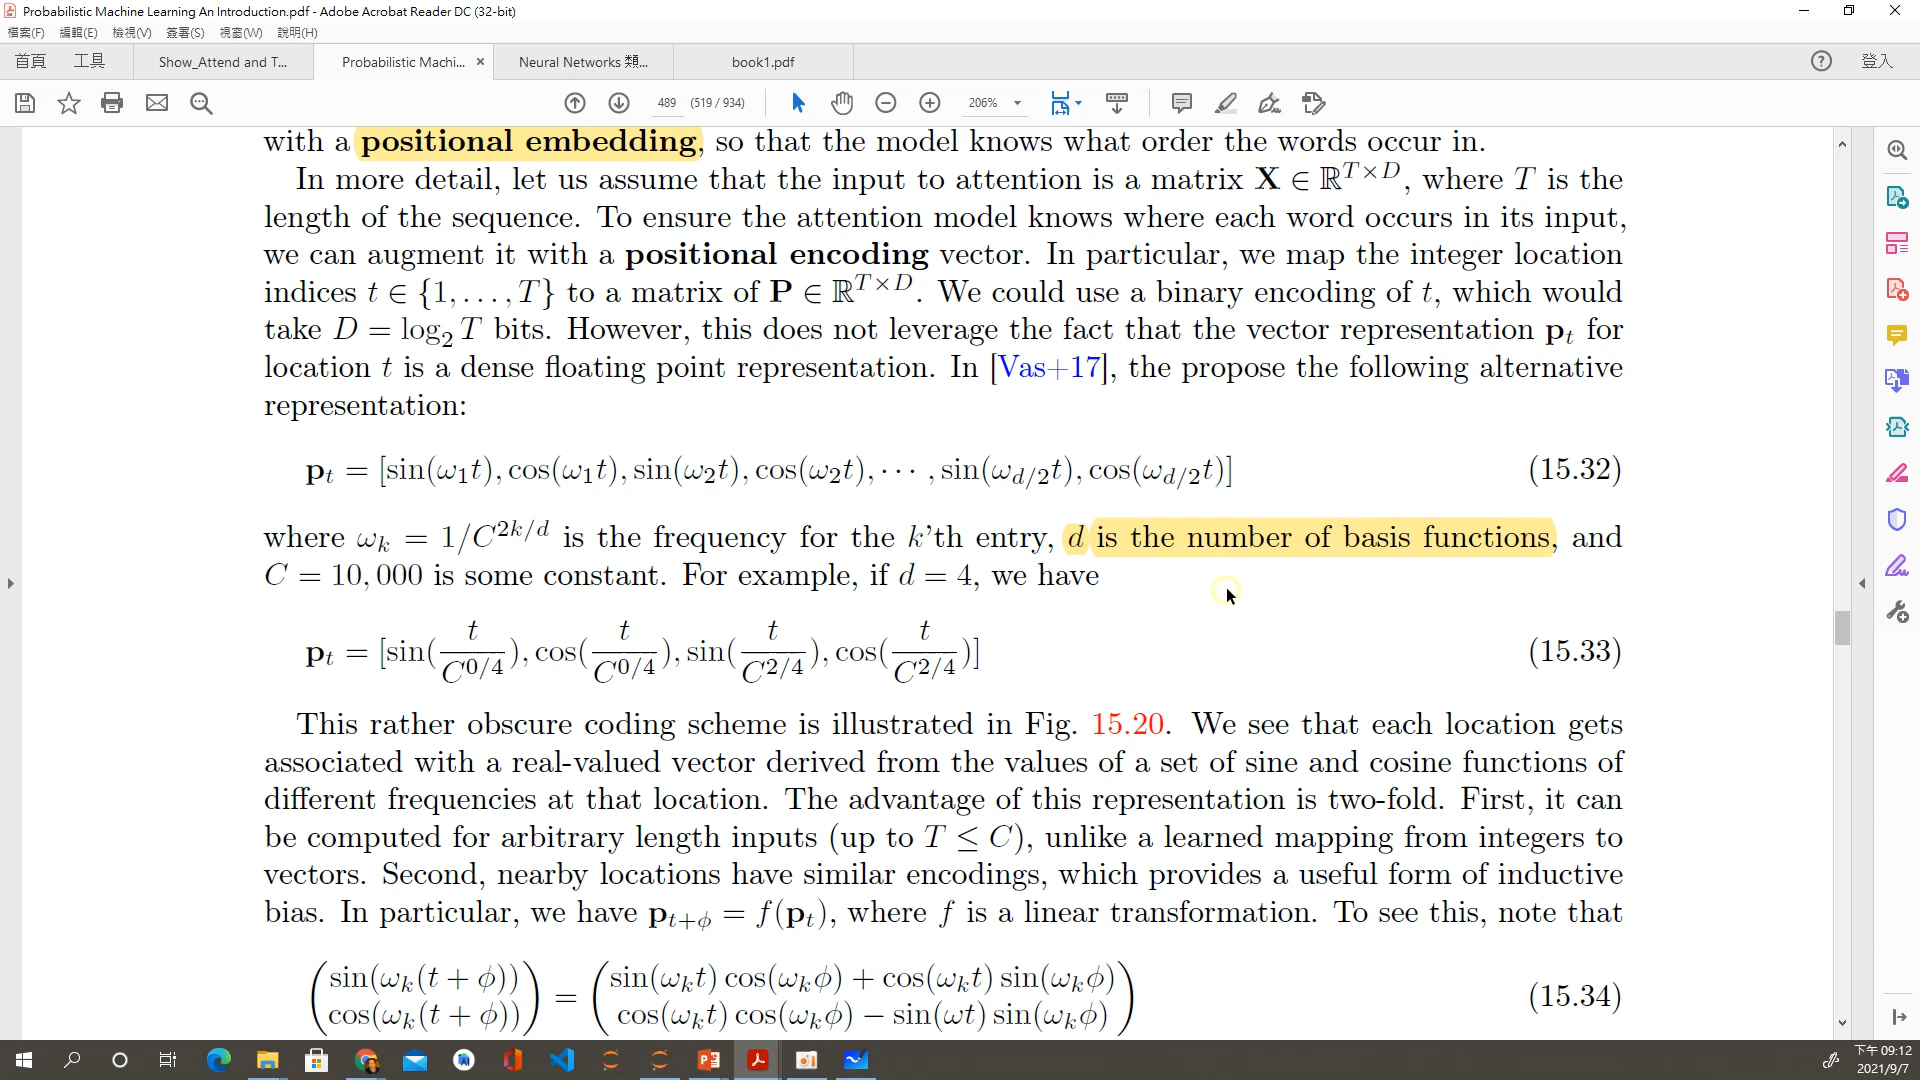 Probabilistic Machine Learning An Introduction.pdf - Adobe Acrobat Reader DC (32-bit)
檔案(F) 編輯(E) 檢視(V) 簽署(S) 視窗(W) 說明(H)
首頁 工具 Show_Attend and T... Probabilistic Machi... × Neural Networks 類... book1.pdf 登入
489 (519 / 934) 206%
with a positional embedding, so that the model knows what order the words occur in.
In more detail, let us assume that the input to attention is a matrix X ∈ ℝ^{T×D}, where T is the
length of the sequence. To ensure the attention model knows where each word occurs in its input,
we can augment it with a positional encoding vector. In particular, we map the integer location
indices t ∈ {1, . . . , T} to a matrix of P ∈ ℝ^{T×D}. We could use a binary encoding of t, which would
take D = log₂ T bits. However, this does not leverage the fact that the vector representation p_t for
location t is a dense floating point representation. In [Vas+17], the propose the following alternative
representation:
p_t = [sin(ω₁t), cos(ω₁t), sin(ω₂t), cos(ω₂t), ··· , sin(ω_{d/2}t), cos(ω_{d/2}t)] (15.32)
where ω_k = 1/C^{2k/d} is the frequency for the k'th entry, d is the number of basis functions, and
C = 10, 000 is some constant. For example, if d = 4, we have
p_t = [sin(t/C^{0/4}), cos(t/C^{0/4}), sin(t/C^{2/4}), cos(t/C^{2/4})] (15.33)
This rather obscure coding scheme is illustrated in Fig. 15.20. We see that each location gets
associated with a real-valued vector derived from the values of a set of sine and cosine functions of
different frequencies at that location. The advantage of this representation is two-fold. First, it can
be computed for arbitrary length inputs (up to T ≤ C), unlike a learned mapping from integers to
vectors. Second, nearby locations have similar encodings, which provides a useful form of inductive
bias. In particular, we have p_{t+ϕ} = f(p_t), where f is a linear transformation. To see this, note that
sin(ω_k(t + ϕ)) = sin(ω_kt) cos(ω_kϕ) + cos(ω_kt) sin(ω_kϕ)
cos(ω_k(t + ϕ)) = cos(ω_kt) cos(ω_kϕ) − sin(ωt) sin(ω_kϕ) (15.34)
下午 09:12
2021/9/7